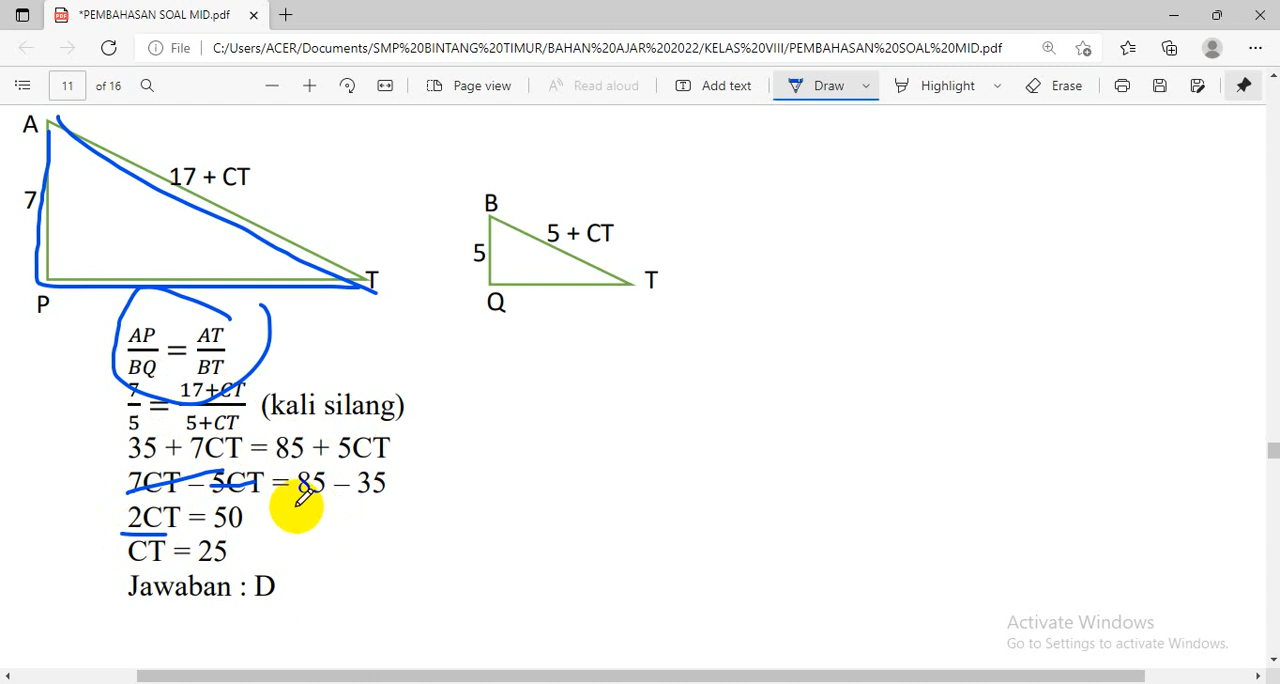 *PEMBAHASAN SOAL MID.pdf
File C:/Users/ACER/Documents/SMP%20BINTANG%20TIMUR/BAHAN%20AJAR%202022/KELAS%20VIII/PEMBAHASAN%20SOAL%20MID.pdf
11 of 16 Page view Read aloud Add text Draw Highlight Erase
A
17 + CT
7
B
5 + CT
5
T
T
P
Q
AP/BQ = AT/BT
7/5 = 17+CT/5+CT (kali silang)
35 + 7CT = 85 + 5CT
7CT – 5CT = 85 – 35
2CT = 50
CT = 25
Jawaban : D
Activate Windows
Go to Settings to activate Windows.